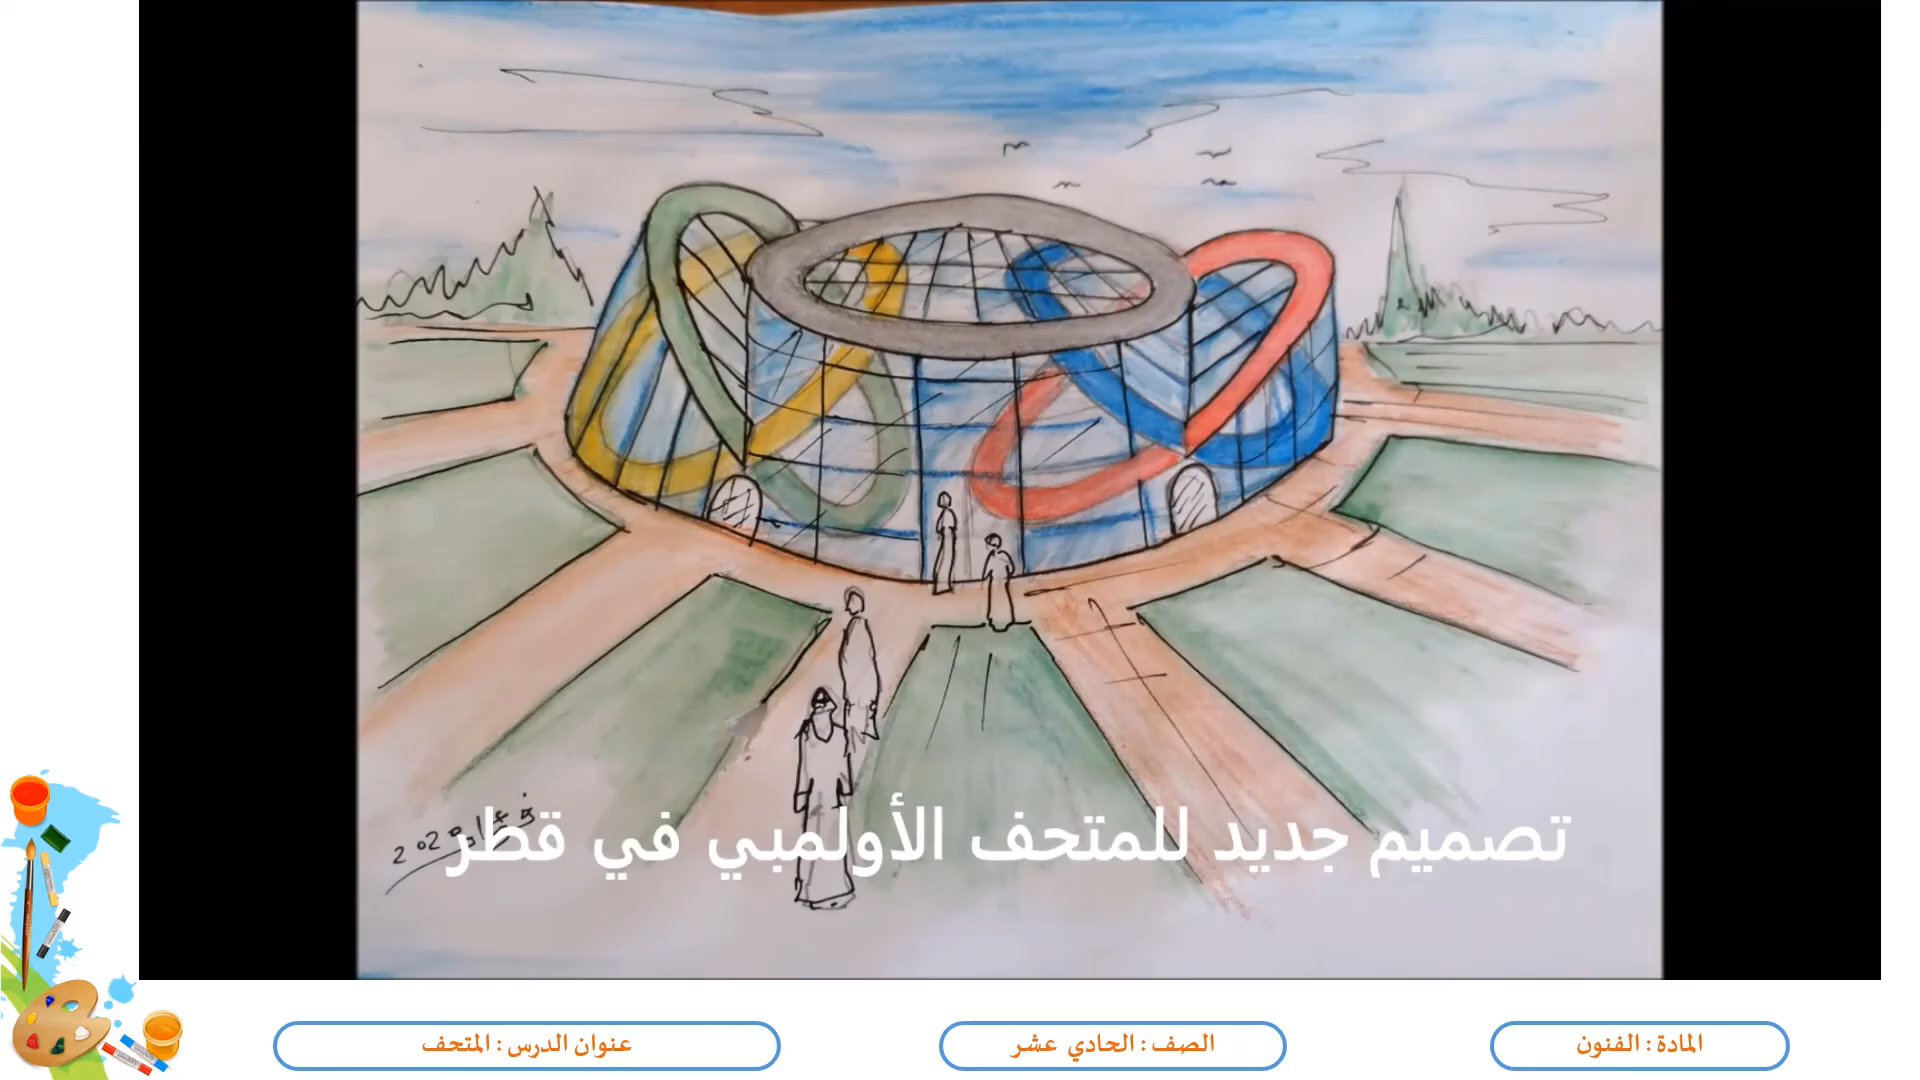 تصميم جديد للمتحف الأولمبي في قطر
المادة : الفنون
الصف : الحادي عشر
عنوان الدرس : المتحف